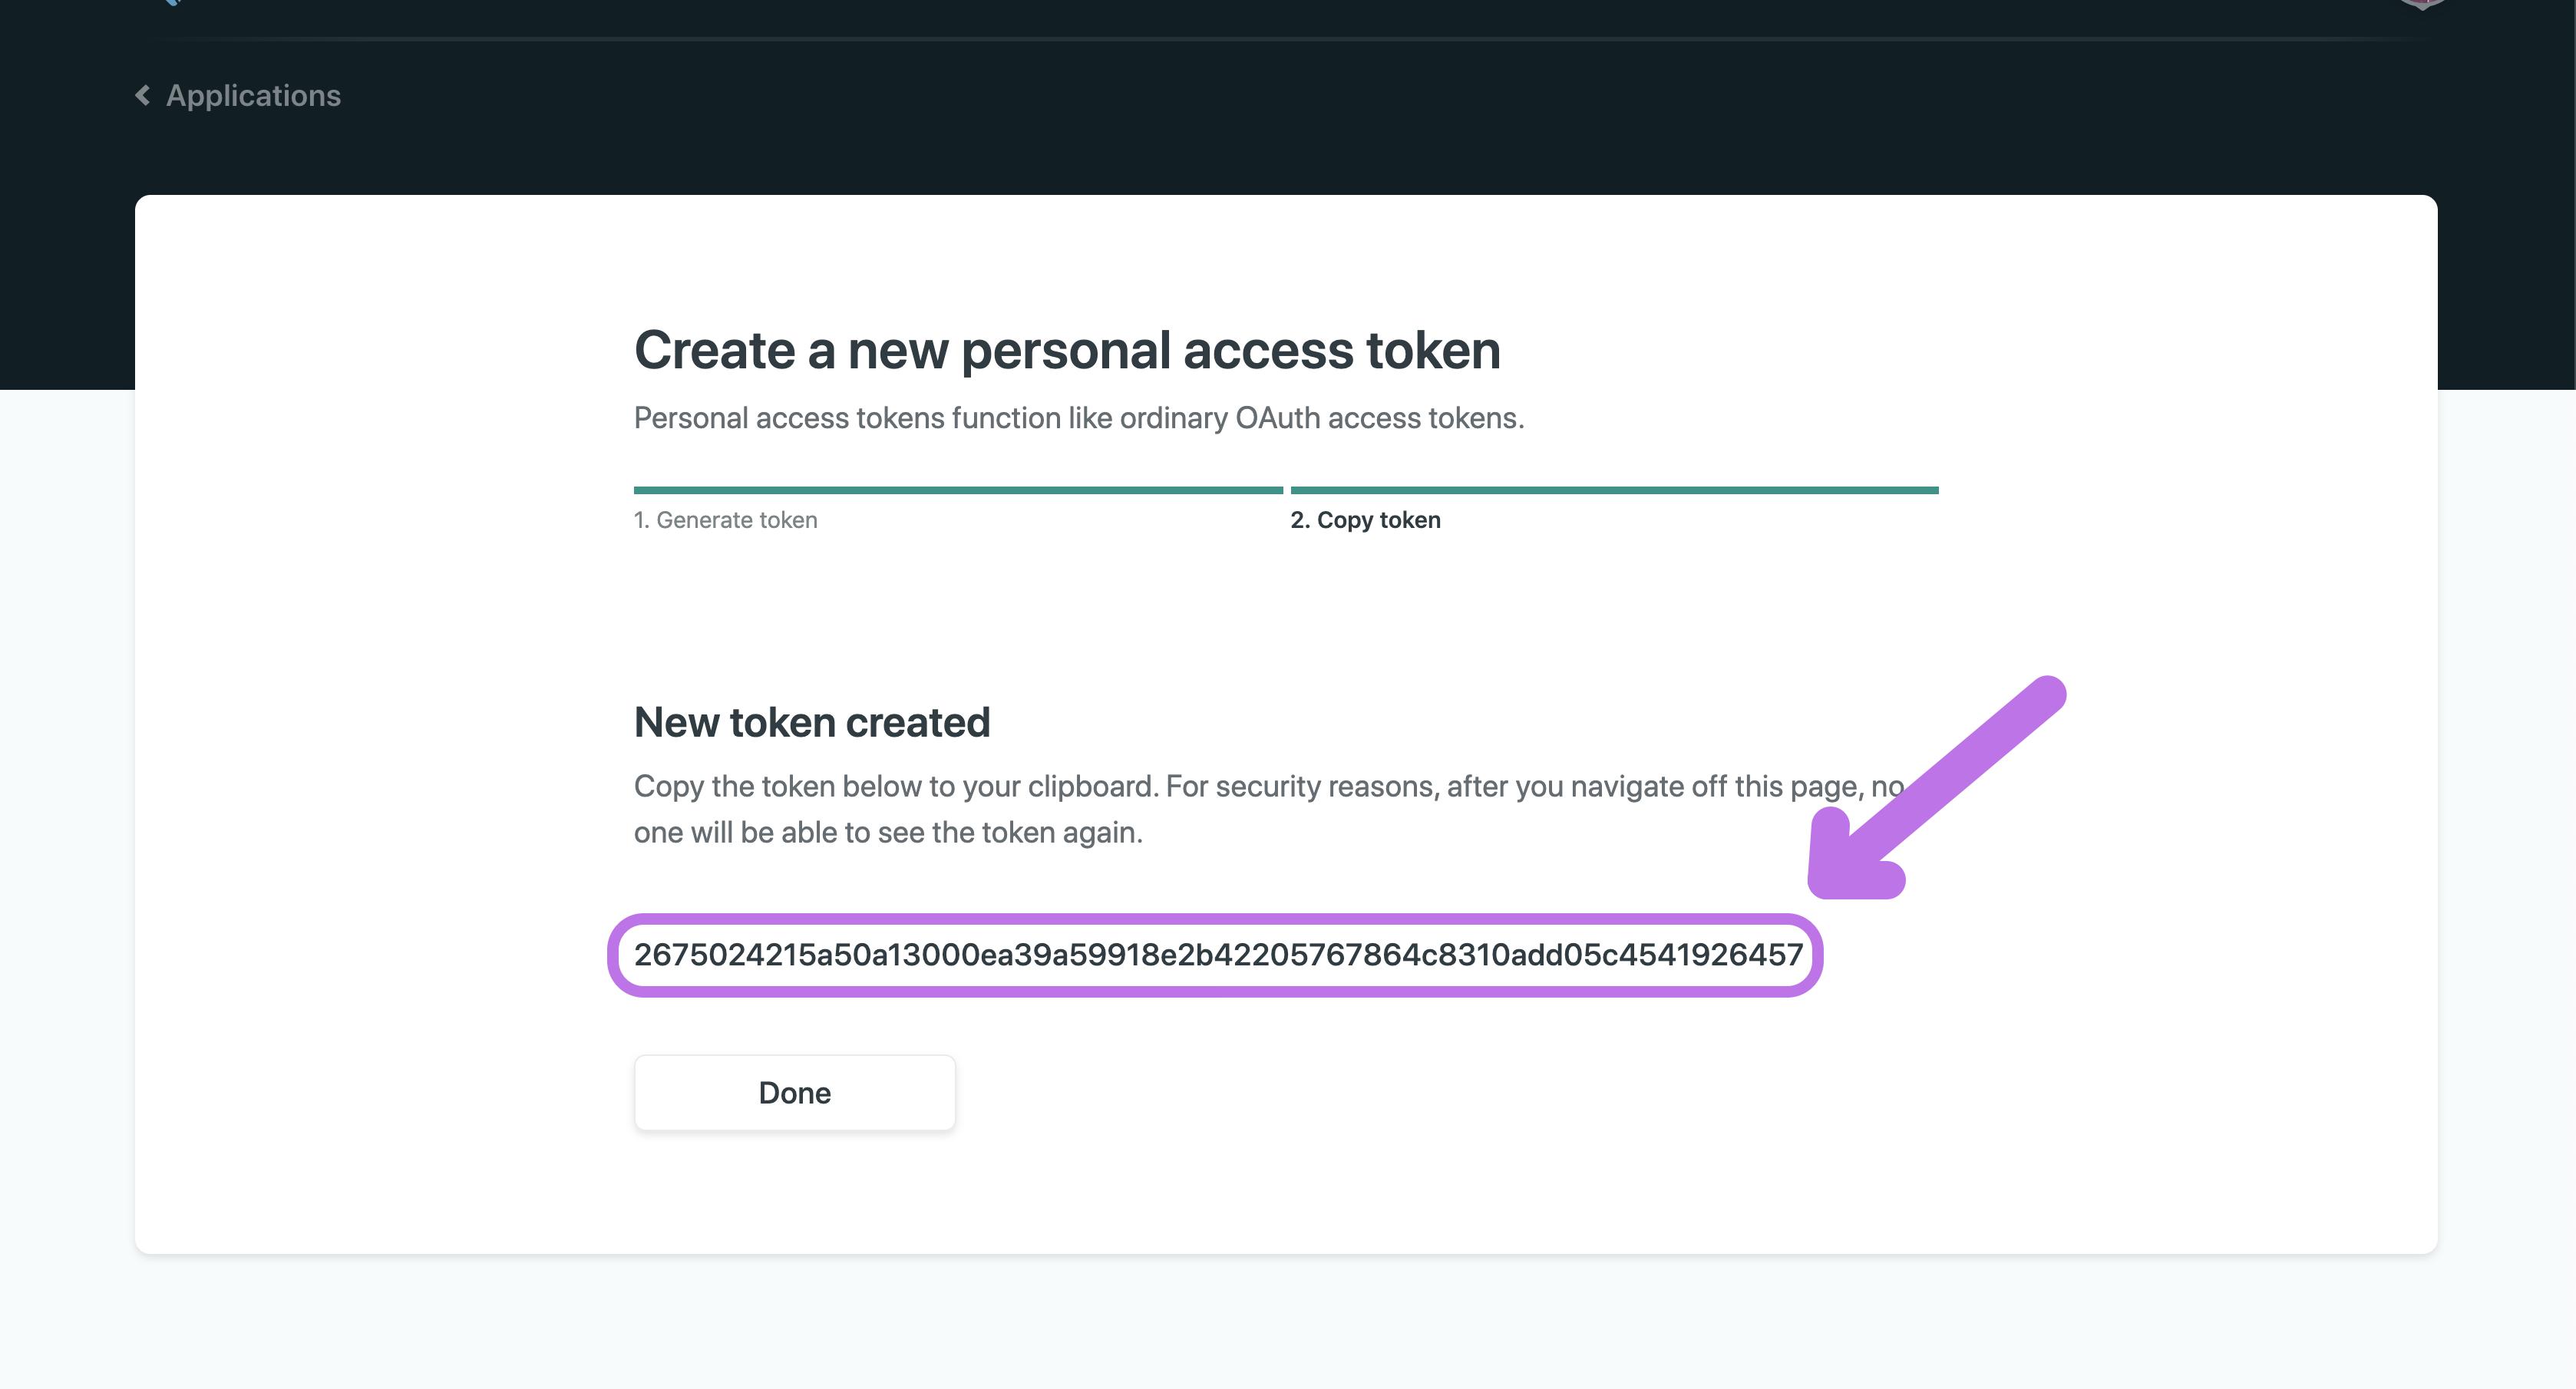 Applications
Create a new personal access token
Personal access tokens function like ordinary OAuth access tokens.
1. Generate token
2. Copy token
New token created
Copy the token below to your clipboard. For security reasons, after you navigate off this page, no
one will be able to see the token again.
2675024215a50a13000ea39a59918e2b42205767864c8310add05c4541926457
Done